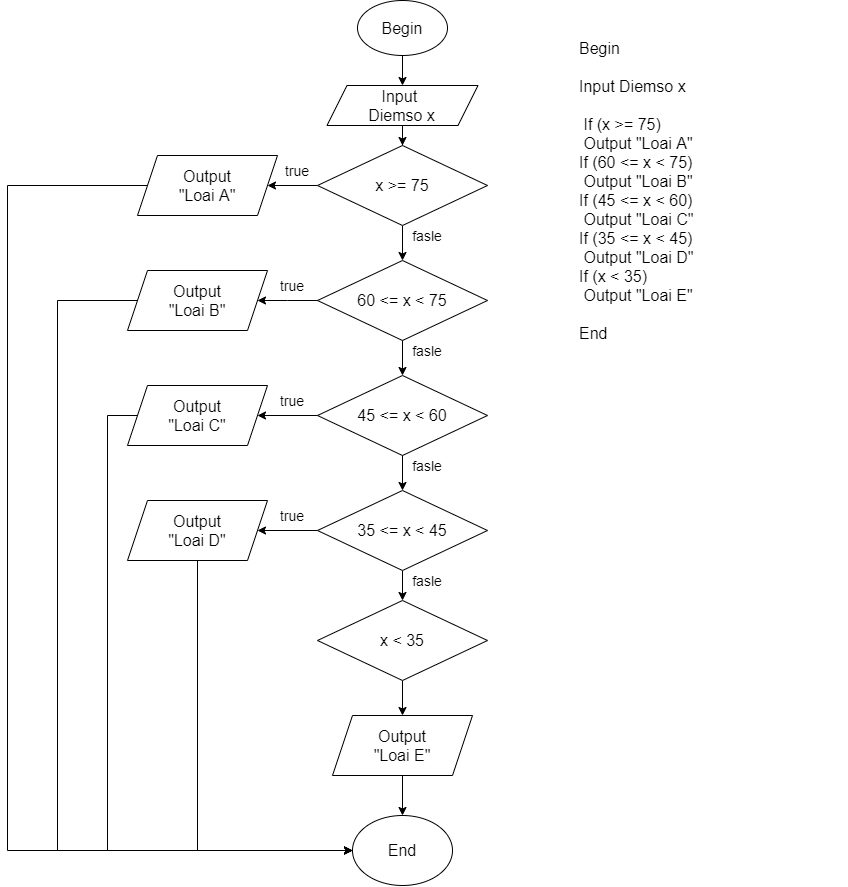 Begin
Input
Diemso x
x >= 75
true
Output
"Loai A"
fasle
60 <= x < 75
true
Output
"Loai B"
fasle
45 <= x < 60
true
Output
"Loai C"
fasle
35 <= x < 45
true
Output
"Loai D"
fasle
x < 35
Output
"Loai E"
End
Begin
Input Diemso x
If (x >= 75)
Output "Loai A"
If (60 <= x < 75)
Output "Loai B"
If (45 <= x < 60)
Output "Loai C"
If (35 <= x < 45)
Output "Loai D"
If (x < 35)
Output "Loai E"
End